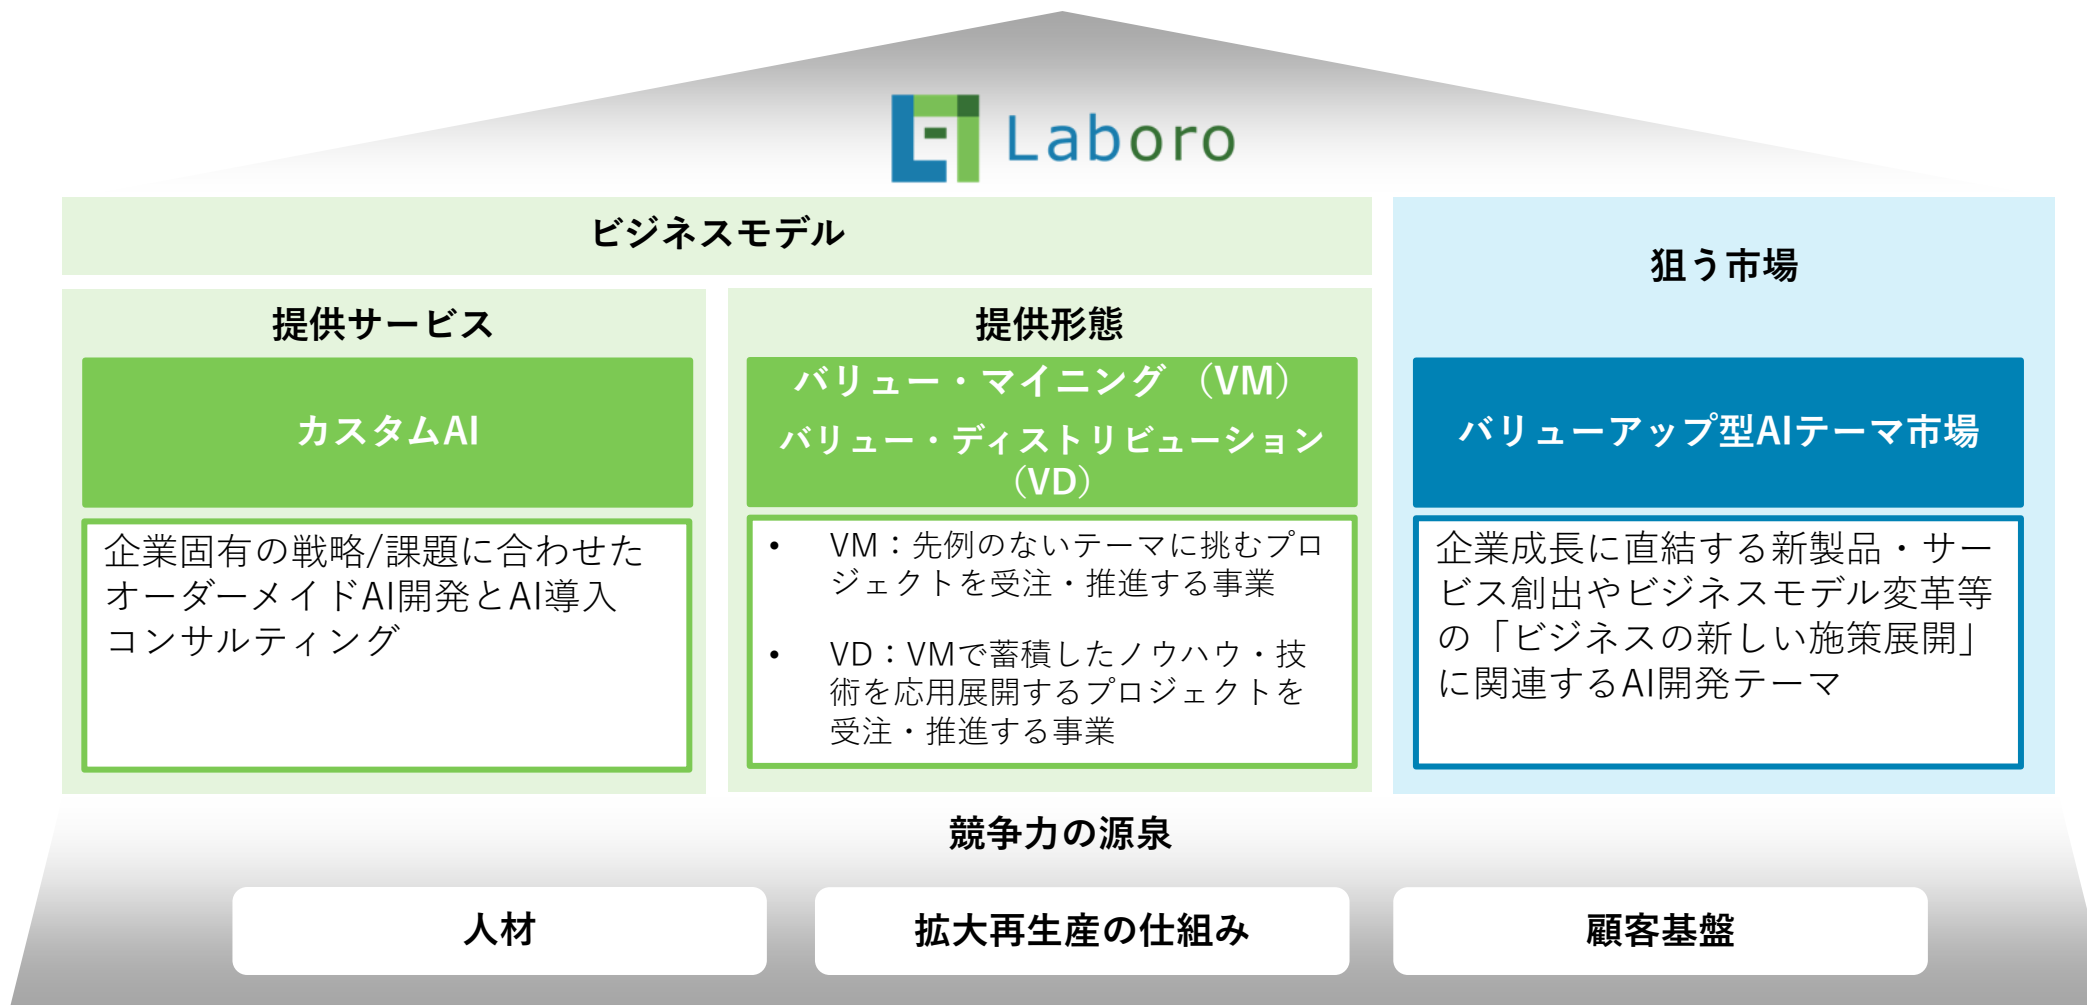 Laboro
ビジネスモデル
狙う市場
提供サービス
カスタムAI
企業固有の戦略/課題に合わせた
オーダーメイドAI開発とAI導入
コンサルティング
提供形態
バリュー・マイニング （VM）
バリュー・ディストリビューション
（VD）
• VM：先例のないテーマに挑むプロ
ジェクトを受注・推進する事業
• VD：VMで蓄積したノウハウ・技
術を応用展開するプロジェクトを
受注・推進する事業
バリューアップ型AIテーマ市場
企業成長に直結する新製品・サー
ビス創出やビジネスモデル変革等
の「ビジネスの新しい施策展開」
に関連するAI開発テーマ
競争力の源泉
人材
拡大再生産の仕組み
顧客基盤